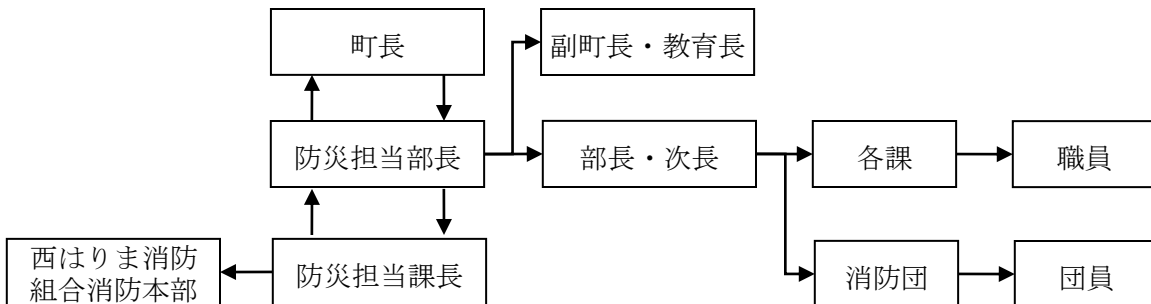 町長
副町長・教育長
防災担当部長
部長・次長
各課
職員
西はりま消防
組合消防本部
防災担当課長
消防団
団員